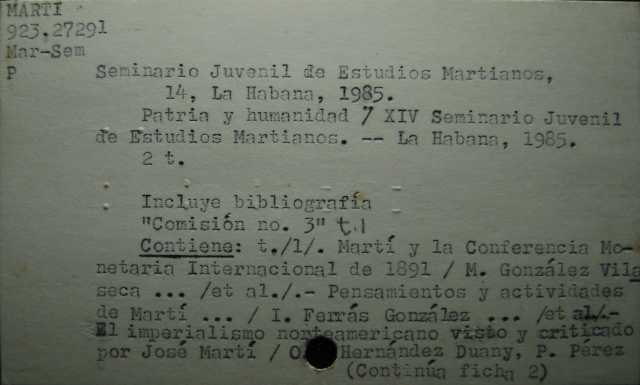 MARTI
923.27291
Mar-Sem
P
Seminario Juvenil de Estudios Martianos,
14, La Habana, 1985.
Patria y humanidad / XIV Seminario Juvenil
de Estudios Martianos. -- La Habana, 1985.
2 t.
Incluye bibliografía
"Comisión no. 3" t.1
Contiene: t./1/. Martí y la Conferencia Mo-
netaria Internacional de 1891 / M. González Vila
seca ... /et al./.- Pensamientos y actividades
de Martí ... / I. Ferrás González ... /et al./.-
El imperialismo norteamericano visto y criticado
por José Martí / Hernández Duany, P. Pérez
(Continúa ficha 2)